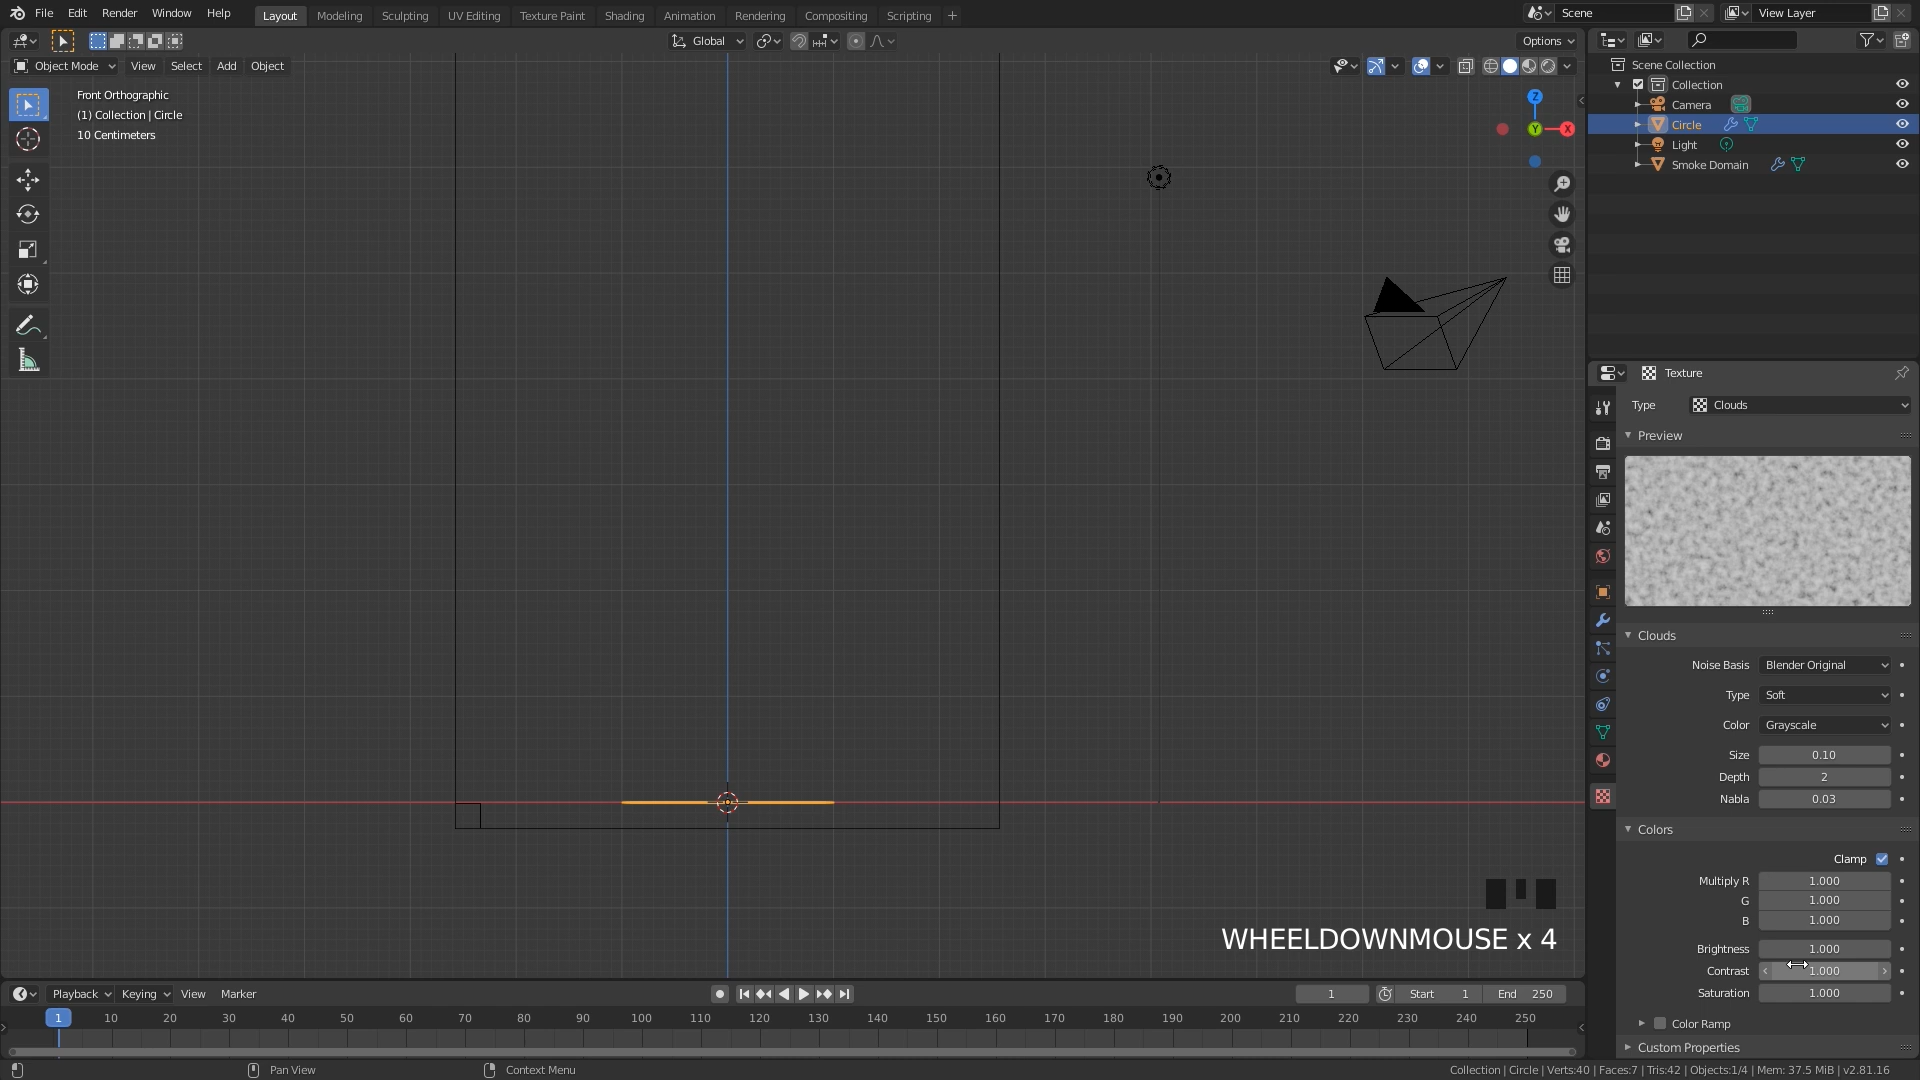 File Edit Render Window Help Layout Modeling Sculpting UV Editing Texture Paint Shading Animation Rendering Compositing Scripting + Scene View Layer
Global Options
Object Mode View Select Add Object
Front Orthographic
(1) Collection | Circle
10 Centimeters
Z
Y
X
Scene Collection
Collection
Camera
Circle
Light
Smoke Domain
Texture
Type Clouds
Preview
Clouds
Noise Basis Blender Original
Type Soft
Color Grayscale
Size 0.10
Depth 2
Nabla 0.03
Colors
Clamp
Multiply R 1.000
G 1.000
B 1.000
Brightness 1.000
Contrast 1.000
Saturation 1.000
Color Ramp
Custom Properties
WHEELDOWNMOUSE x 4
Playback Keying View Marker 1 Start 1 End 250
1 10 20 30 40 50 60 70 80 90 100 110 120 130 140 150 160 170 180 190 200 210 220 230 240 250
Pan View Context Menu Collection | Circle | Verts:40 | Faces:7 | Tris:42 | Objects:1/4 | Mem: 37.5 MiB | v2.81.16